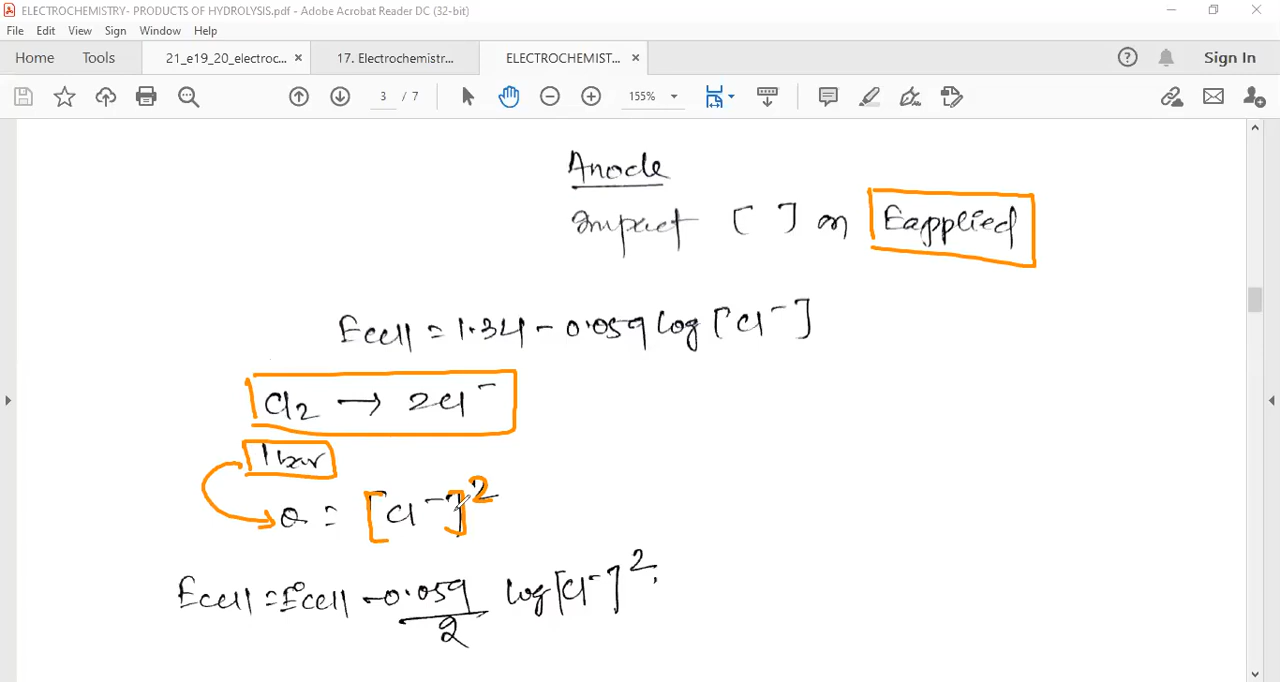 ELECTROCHEMISTRY- PRODUCTS OF HYDROLYSIS.pdf - Adobe Acrobat Reader DC (32-bit)
File Edit View Sign Window Help
Home Tools 21_e19_20_electroc... × 17. Electrochemistr... ELECTROCHEMIST... × Sign In
3 / 7 155%
Anode
Impact [ ] on Eapplied
Ecell = 1.34 - 0.059 log [Cl⁻]
Cl₂ → 2Cl⁻
1 bar
Q = [Cl⁻]²
Ecell = E°cell - 0.059/2 log [Cl⁻]²